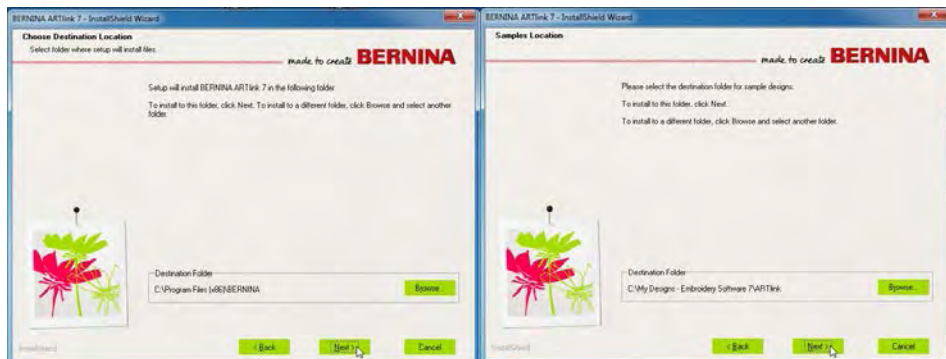 BERNINA ARTlink 7 - InstallShield Wizard
Choose Destination Location
Select folder where setup will install files.
made to create BERNINA
Setup will install BERNINA ARTlink 7 in the following folder.
To install to this folder, click Next. To install to a different folder, click Browse and select another
folder.
Destination Folder
C:\Program Files (x86)\BERNINA
Browse...
InstallShield
< Back
Next >
Cancel
BERNINA ARTlink 7 - InstallShield Wizard
Samples Location
made to create BERNINA
Please select the destination folder for sample designs.
To install to this folder, click Next.
To install to a different folder, click Browse and select another folder.
Destination Folder
C:\My Designs - Embroidery Software 7\ARTlink
Browse...
InstallShield
< Back
Next >
Cancel